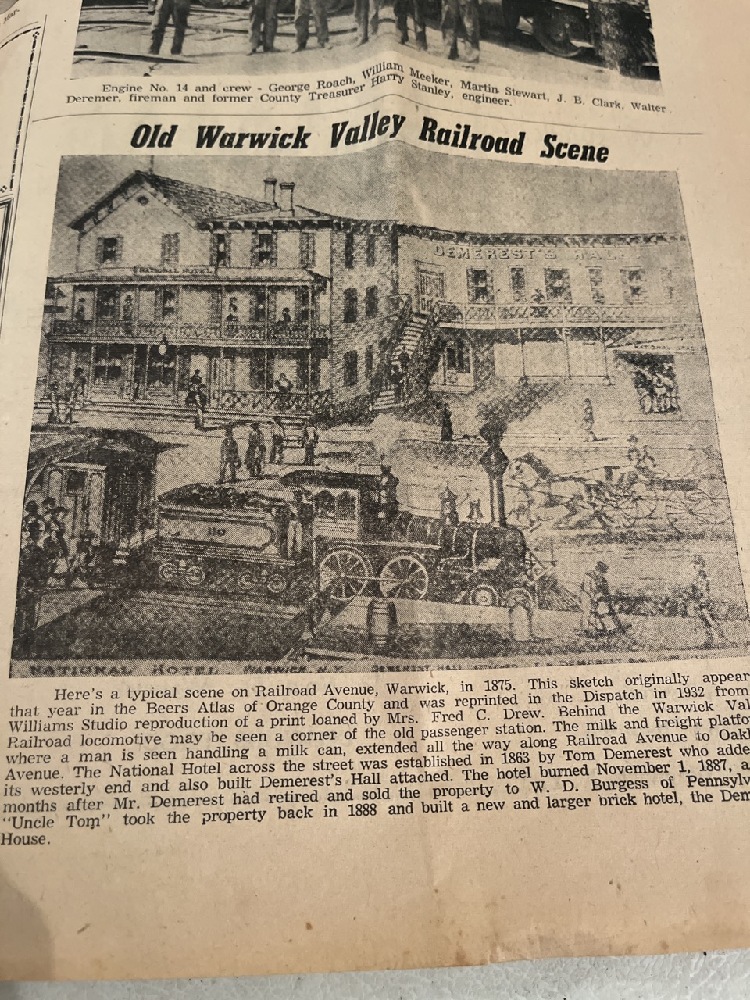 Engine No. 14 and crew - George Roach, William Meeker, Martin Stewart, J. B. Clark, Walter
Deremer, fireman and former County Treasurer Harry Stanley, engineer.
Old Warwick Valley Railroad Scene
NATIONAL HOTEL
DEMEREST'S HALL
110
NATIONAL HOTEL, WARWICK, N.Y.
Here's a typical scene on Railroad Avenue, Warwick, in 1875. This sketch originally appear
that year in the Beers Atlas of Orange County and was reprinted in the Dispatch in 1932 from
Williams Studio reproduction of a print loaned by Mrs. Fred C. Drew. Behind the Warwick Val
Railroad locomotive may be seen a corner of the old passenger station. The milk and freight platfo
where a man is seen handling a milk can, extended all the way along Railroad Avenue to Oakl
Avenue. The National Hotel across the street was established in 1863 by Tom Demerest who adde
its westerly end and also built Demerest's Hall attached. The hotel burned November 1, 1887, a
months after Mr. Demerest had retired and sold the property to W. D. Burgess of Pennsylv
"Uncle Tom" took the property back in 1888 and built a new and larger brick hotel, the Dem
House.